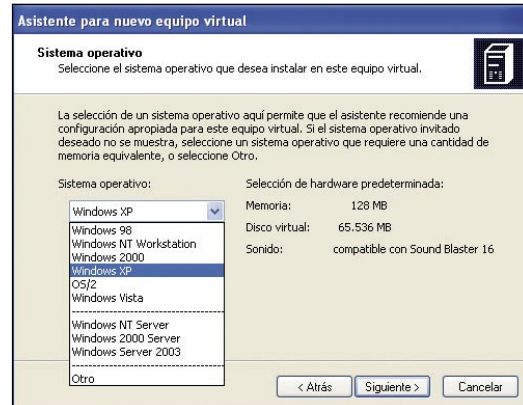 Asistente para nuevo equipo virtual
Sistema operativo
Seleccione el sistema operativo que desea instalar en este equipo virtual.
La selección de un sistema operativo aquí permite que el asistente recomiende una
configuración apropiada para este equipo virtual. Si el sistema operativo invitado
deseado no se muestra, seleccione un sistema operativo que requiere una cantidad de
memoria equivalente, o seleccione Otro.
Sistema operativo:
Windows XP
Windows 98
Windows NT Workstation
Windows 2000
Windows XP
OS/2
Windows Vista
Windows NT Server
Windows 2000 Server
Windows Server 2003
Otro
Selección de hardware predeterminada:
Memoria: 128 MB
Disco virtual: 65.536 MB
Sonido: compatible con Sound Blaster 16
< Atrás Siguiente > Cancelar